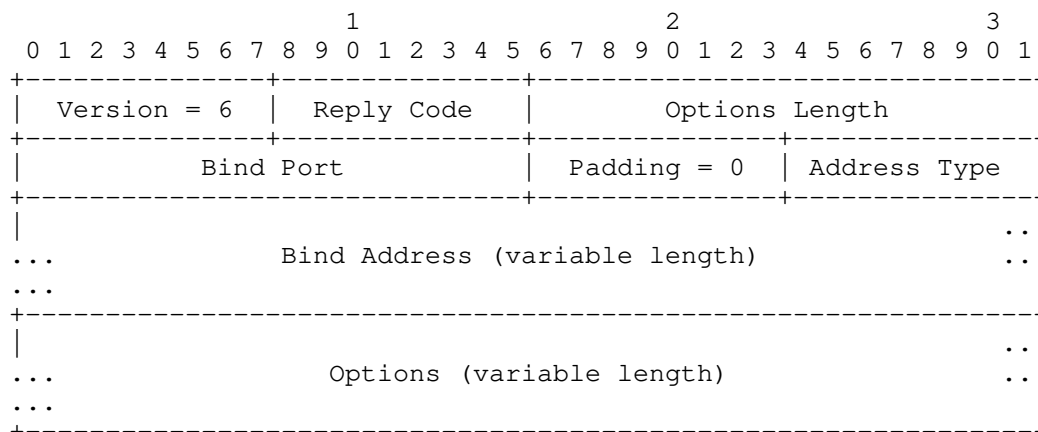 1                   2                   3
 0 1 2 3 4 5 6 7 8 9 0 1 2 3 4 5 6 7 8 9 0 1 2 3 4 5 6 7 8 9 0 1
+---------------+---------------+-------------------------------
|  Version = 6  |  Reply Code   |        Options Length
+---------------+---------------+---------------+---------------
|           Bind Port           |  Padding = 0  | Address Type
+-------------------------------+---------------+---------------
|                                                             ..
...              Bind Address (variable length)               ..
...
+---------------------------------------------------------------
|                                                             ..
...                 Options (variable length)                 ..
...
+---------------------------------------------------------------